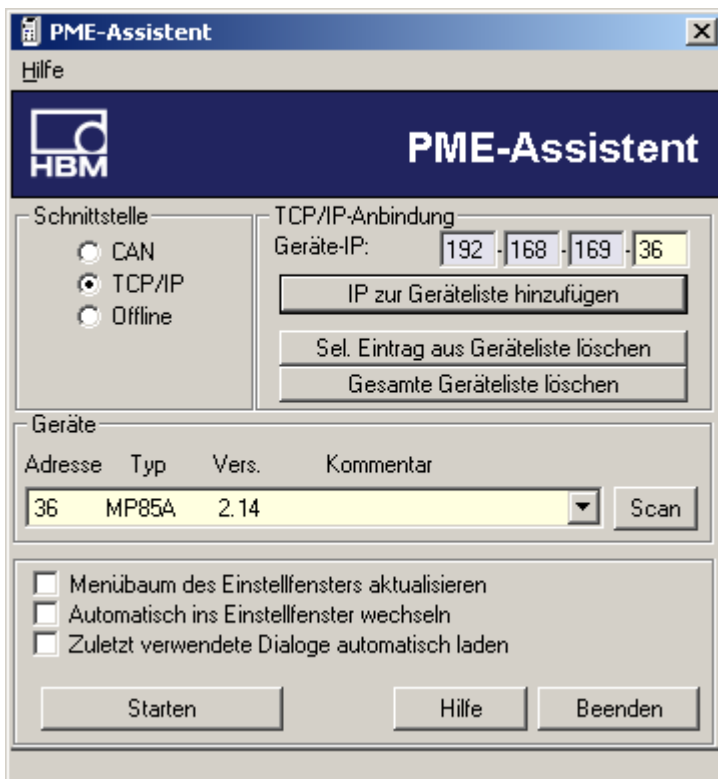 PME-Assistent
Hilfe
HBM
PME-Assistent
Schnittstelle
CAN
TCP/IP
Offline
TCP/IP-Anbindung
Geräte-IP: 192 - 168 - 169 - 36
IP zur Geräteliste hinzufügen
Sel. Eintrag aus Geräteliste löschen
Gesamte Geräteliste löschen
Geräte
Adresse Typ Vers. Kommentar
36 MP85A 2.14 Scan
Menübaum des Einstellfensters aktualisieren
Automatisch ins Einstellfenster wechseln
Zuletzt verwendete Dialoge automatisch laden
Starten Hilfe Beenden